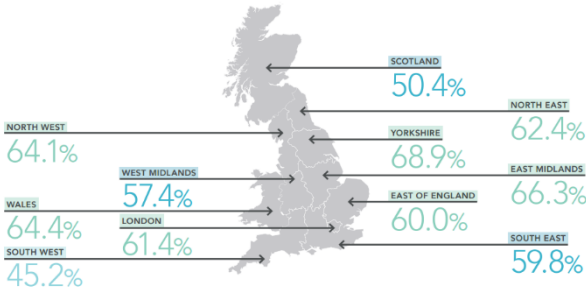 SCOTLAND
50.4%
NORTH EAST
62.4%
NORTH WEST
64.1%
YORKSHIRE
68.9%
WEST MIDLANDS
57.4%
EAST MIDLANDS
66.3%
WALES
64.4%
EAST OF ENGLAND
60.0%
LONDON
61.4%
SOUTH EAST
59.8%
SOUTH WEST
45.2%